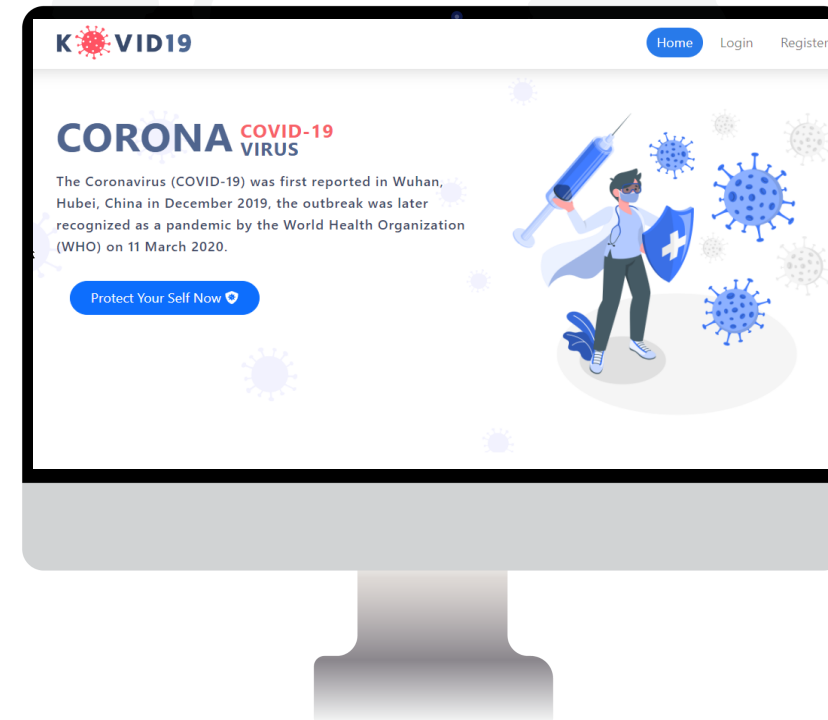 K VID19
Home Login Register
CORONA COVID-19
VIRUS
The Coronavirus (COVID-19) was first reported in Wuhan,
Hubei, China in December 2019, the outbreak was later
recognized as a pandemic by the World Health Organization
(WHO) on 11 March 2020.
Protect Your Self Now